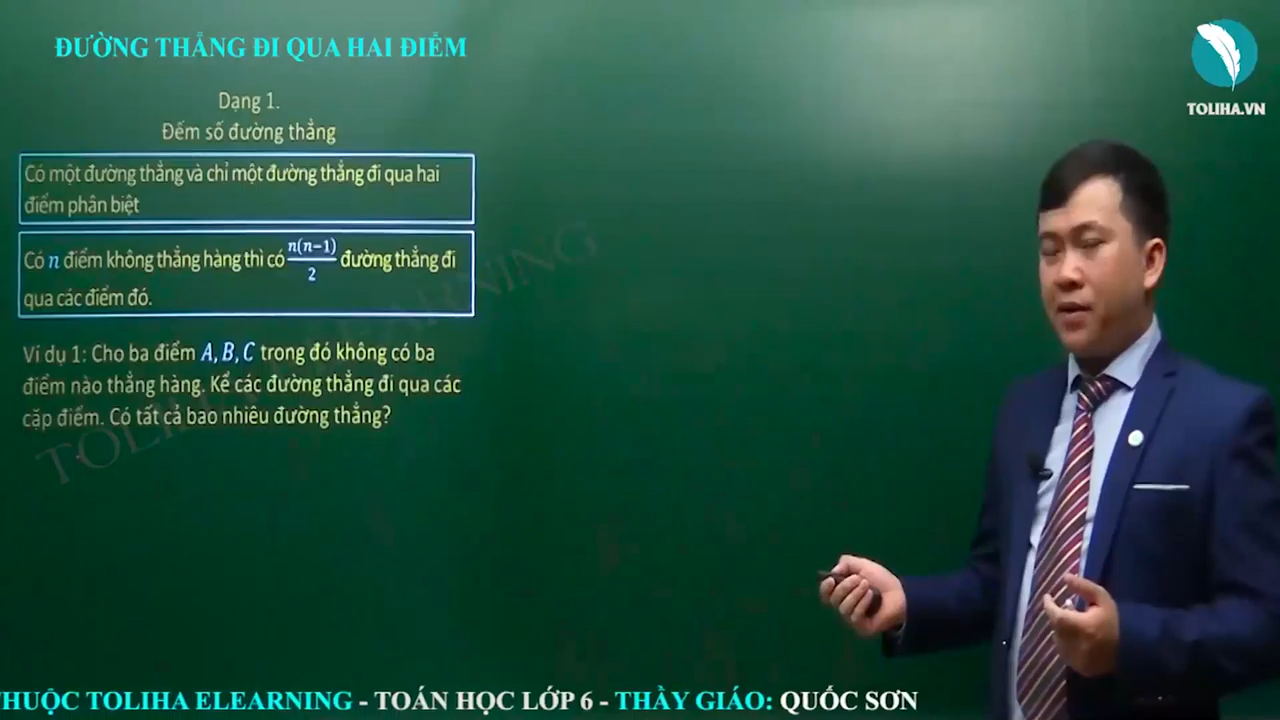 ĐƯỜNG THẲNG ĐI QUA HAI ĐIỂM
TOLIHA.VN
Dạng 1.
Đếm số đường thẳng
Có một đường thẳng và chỉ một đường thẳng đi qua hai
điểm phân biệt
Có n điểm không thẳng hàng thì có n(n−1)/2 đường thẳng đi
qua các điểm đó.
Ví dụ 1: Cho ba điểm A, B, C trong đó không có ba
điểm nào thẳng hàng. Kể các đường thẳng đi qua các
cặp điểm. Có tất cả bao nhiêu đường thẳng?
HUỘC TOLIHA ELEARNING - TOÁN HỌC LỚP 6 - THẦY GIÁO: QUỐC SƠN